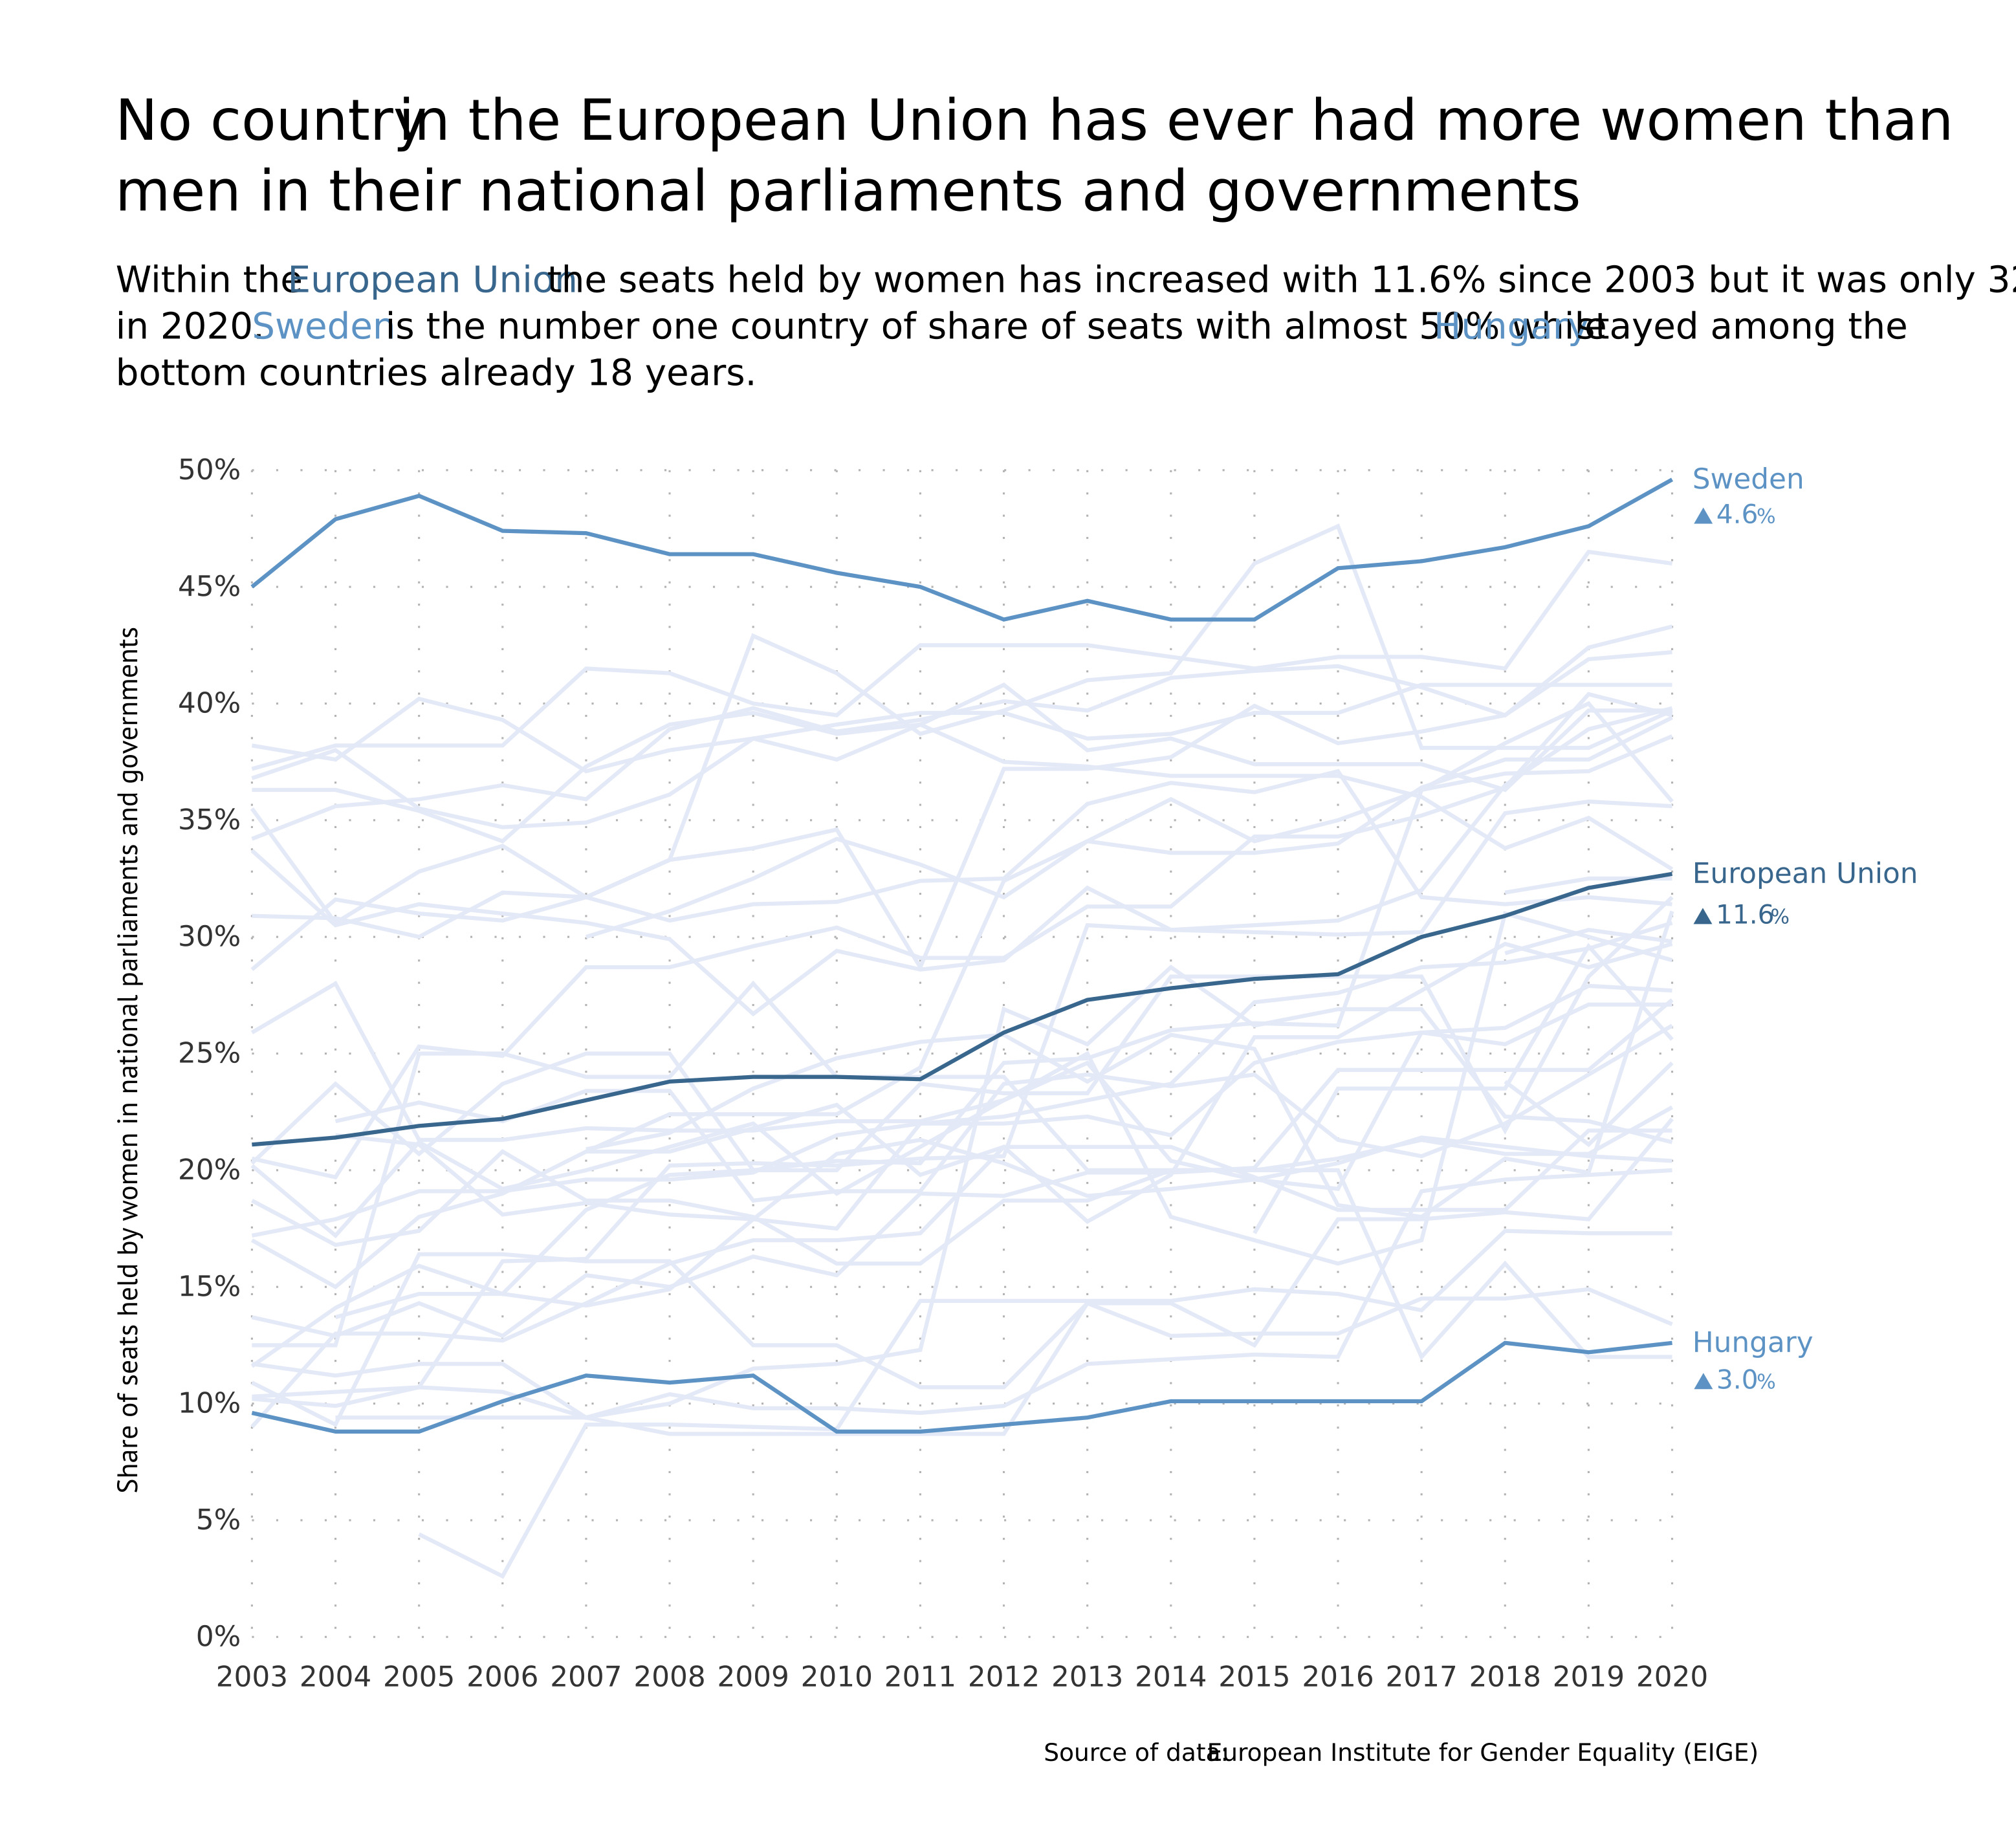 No country in the European Union has ever had more women than
men in their national parliaments and governments
Within the European Union the seats held by women has increased with 11.6% since 2003 but it was only
in 2020. Sweden is the number one country of share of seats with almost 50% whilst Hungary stayed among the
bottom countries already 18 years.
Share of seats held by women in national parliaments and governments
50%
45%
40%
35%
30%
25%
20%
15%
10%
5%
0%
Sweden
▲4.6%
European Union
▲11.6%
Hungary
▲3.0%
2003 2004 2005 2006 2007 2008 2009 2010 2011 2012 2013 2014 2015 2016 2017 2018 2019 2020
Source of data: European Institute for Gender Equality (EIGE)